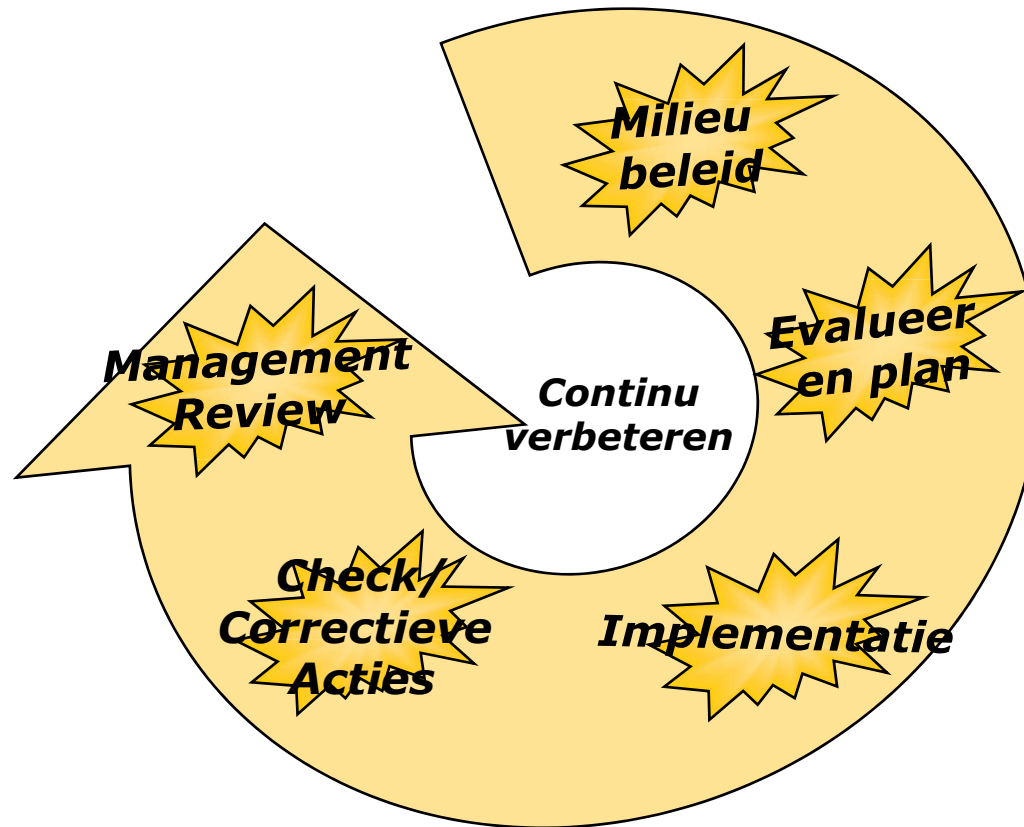 Milieu
beleid
Evalueer
en plan
Implementatie
Check/
Correctieve
Acties
Management
Review
Continu
verbeteren